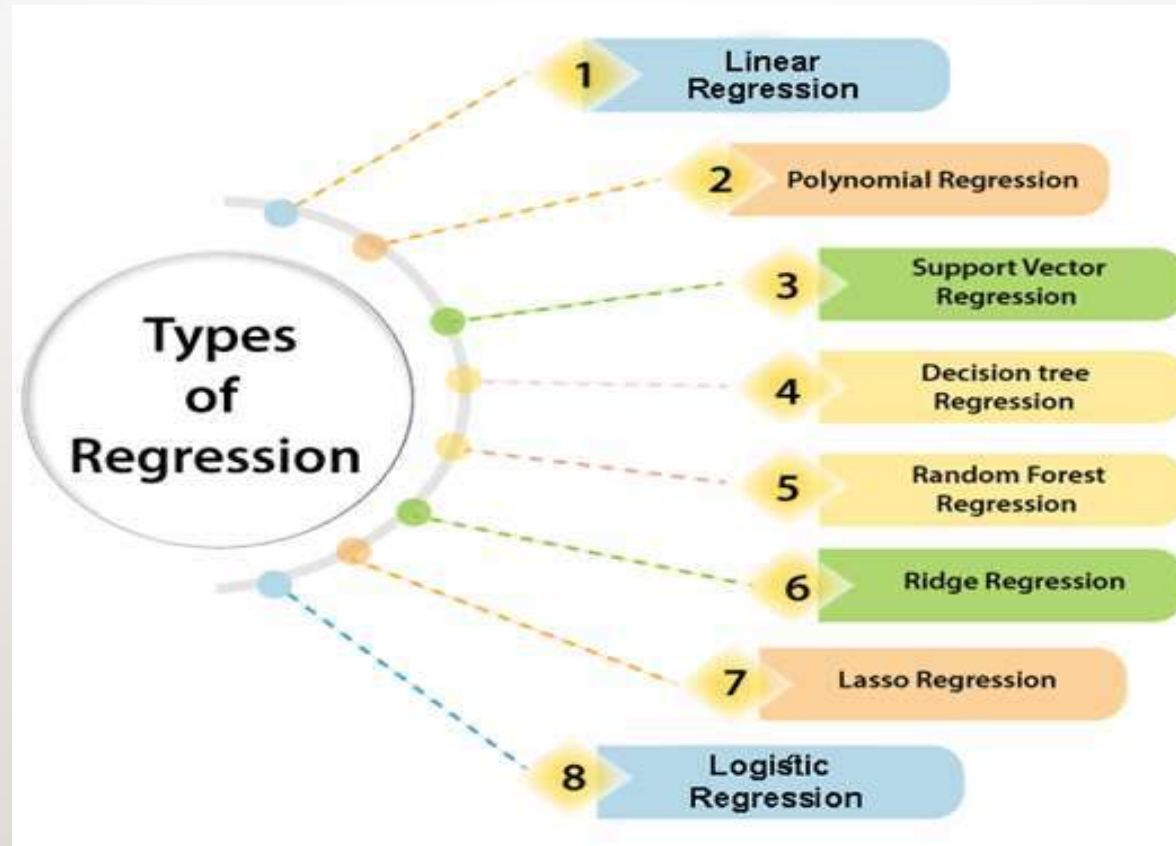 Types
of
Regression
1
Linear
Regression
2
Polynomial Regression
3
Support Vector
Regression
4
Decision tree
Regression
5
Random Forest
Regression
6
Ridge Regression
7
Lasso Regression
8
Logistic
Regression